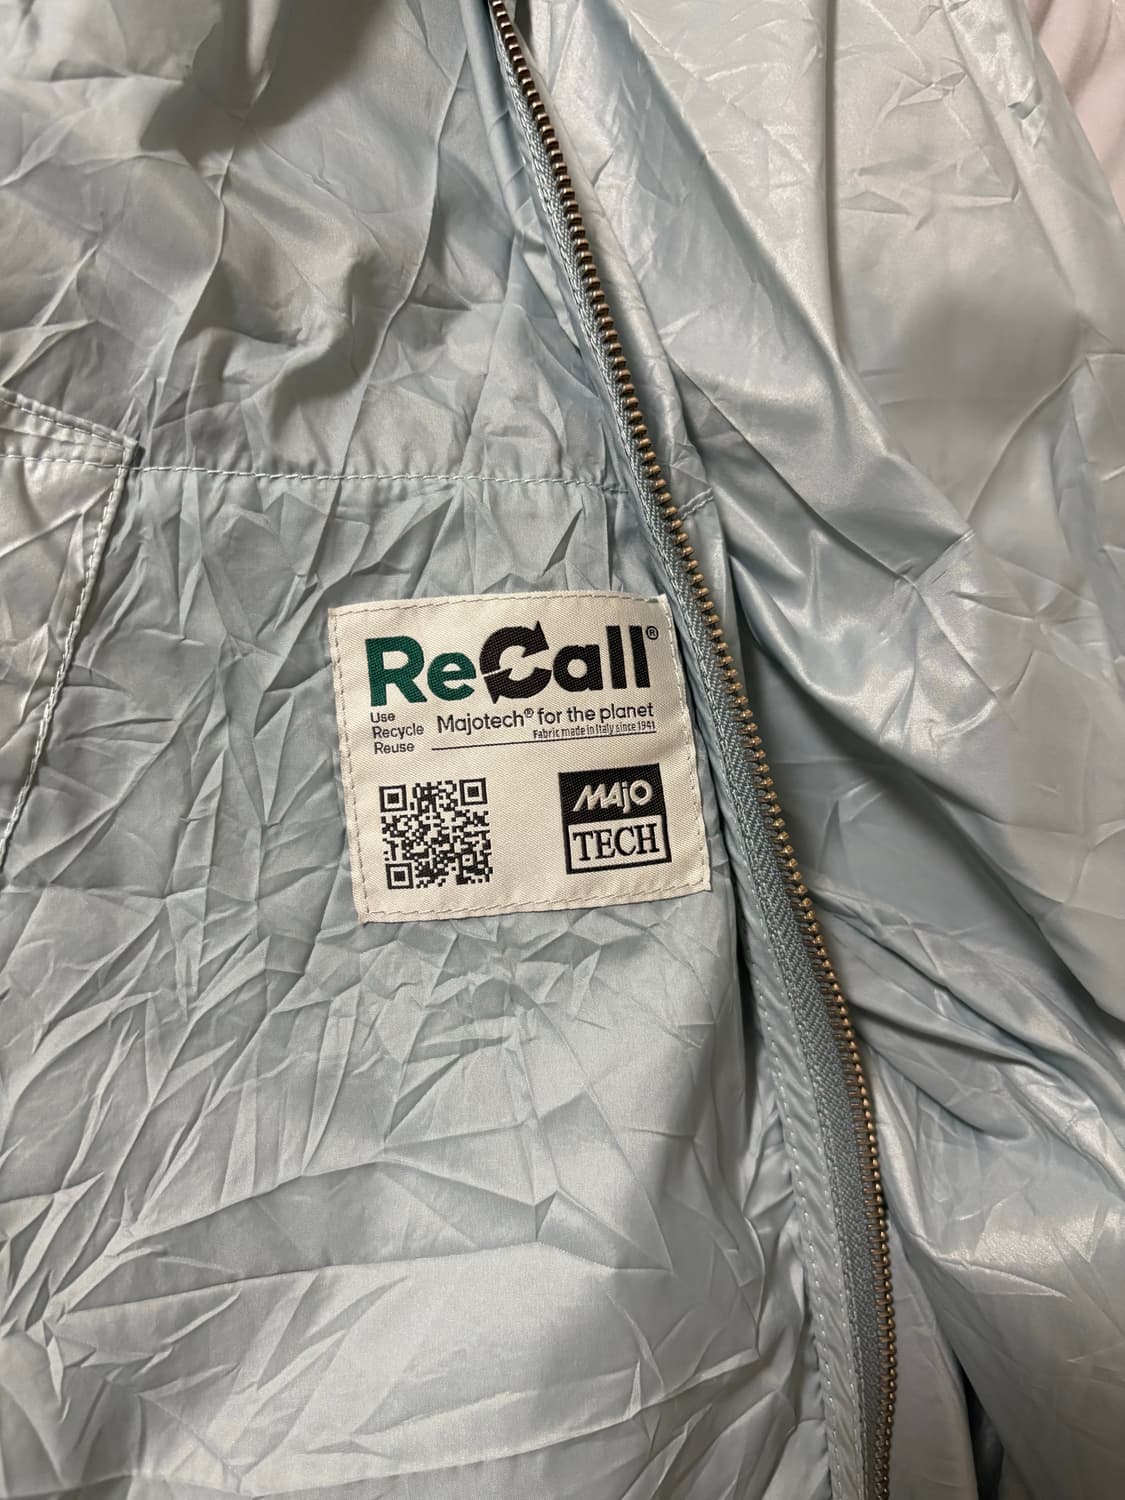 ReCall®
Use
Recycle
Reuse
Majotech® for the planet
Fabric made in Italy since 1941
MAjO
TECH